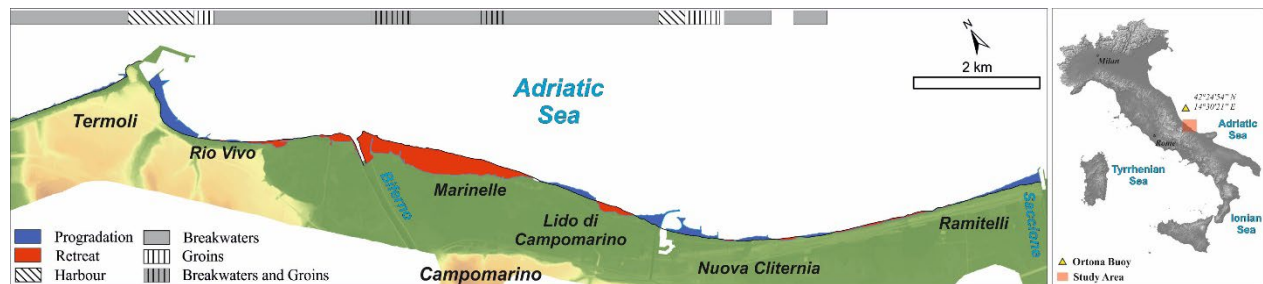 Adriatic
Sea
2 km
N
Termoli
Rio Vivo
Biferno
Marinelle
Lido di
Campomarino
Campomarino
Nuova Cliternia
Ramitelli
Saccione
Progradation
Retreat
Harbour
Breakwaters
Groins
Breakwaters and Groins
Milan
42°24'54" N
14°30'21" E
Adriatic
Sea
Rome
Tyrrhenian
Sea
Ionian
Sea
Ortona Buoy
Study Area